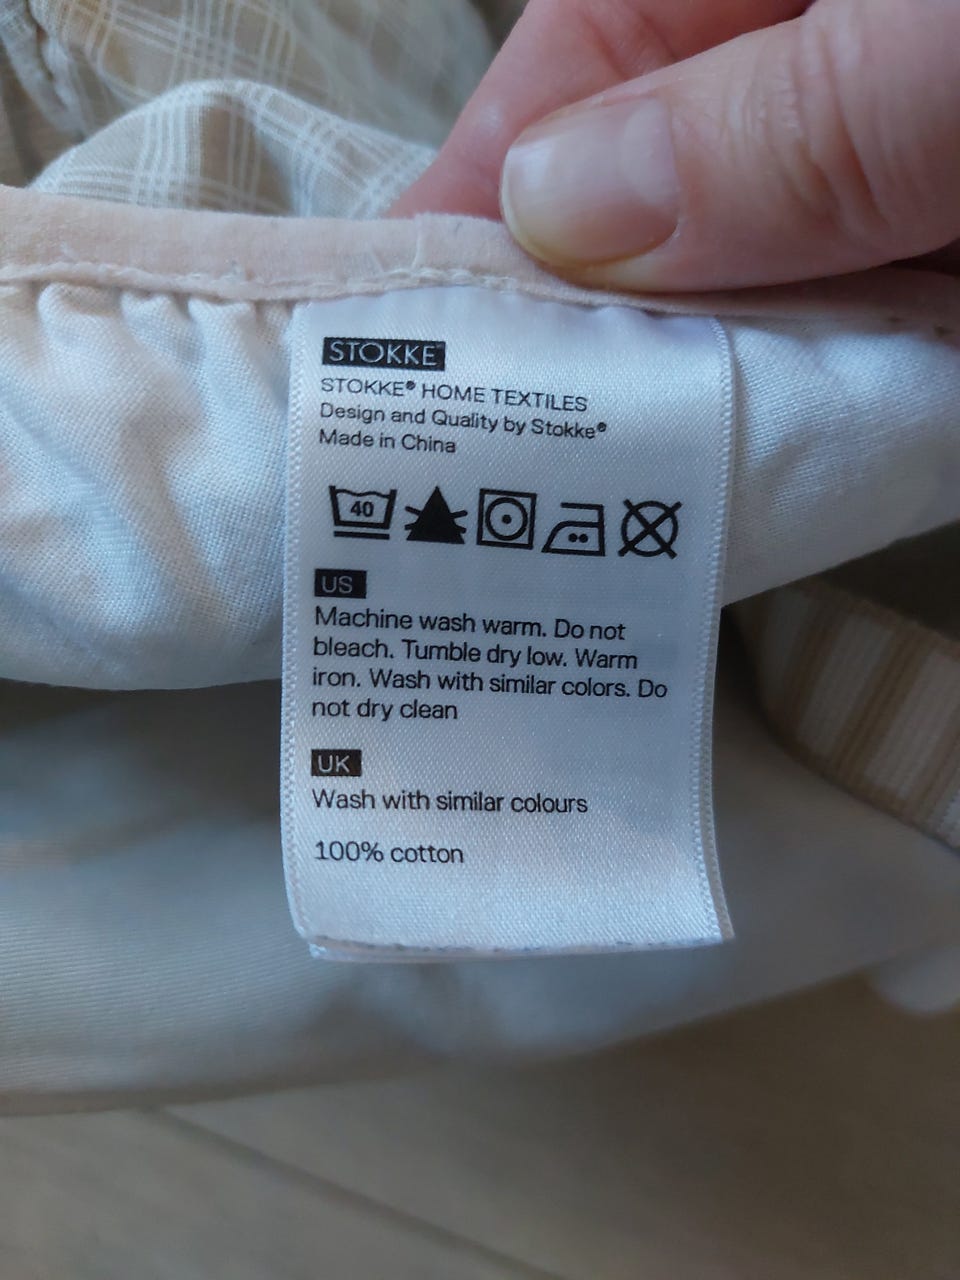 STOKKE™
STOKKE® HOME TEXTILES
Design and Quality by Stokke®
Made in China
40
US
Machine wash warm. Do not
bleach. Tumble dry low. Warm
iron. Wash with similar colors. Do
not dry clean
UK
Wash with similar colours
100% cotton